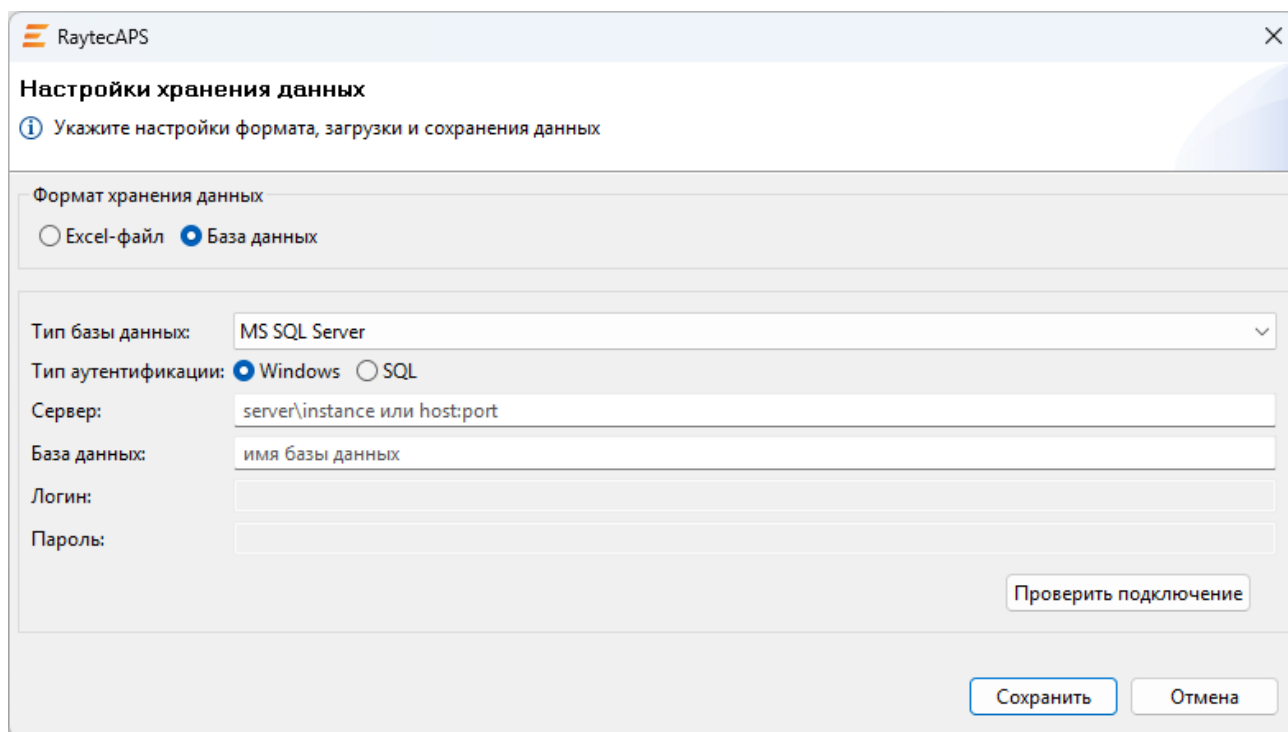 RaytecAPS
Настройки хранения данных
Укажите настройки формата, загрузки и сохранения данных
Формат хранения данных
Excel-файл База данных
Тип базы данных: MS SQL Server
Тип аутентификации: Windows SQL
Сервер: server\instance или host:port
База данных: имя базы данных
Логин:
Пароль:
Проверить подключение
Сохранить Отмена